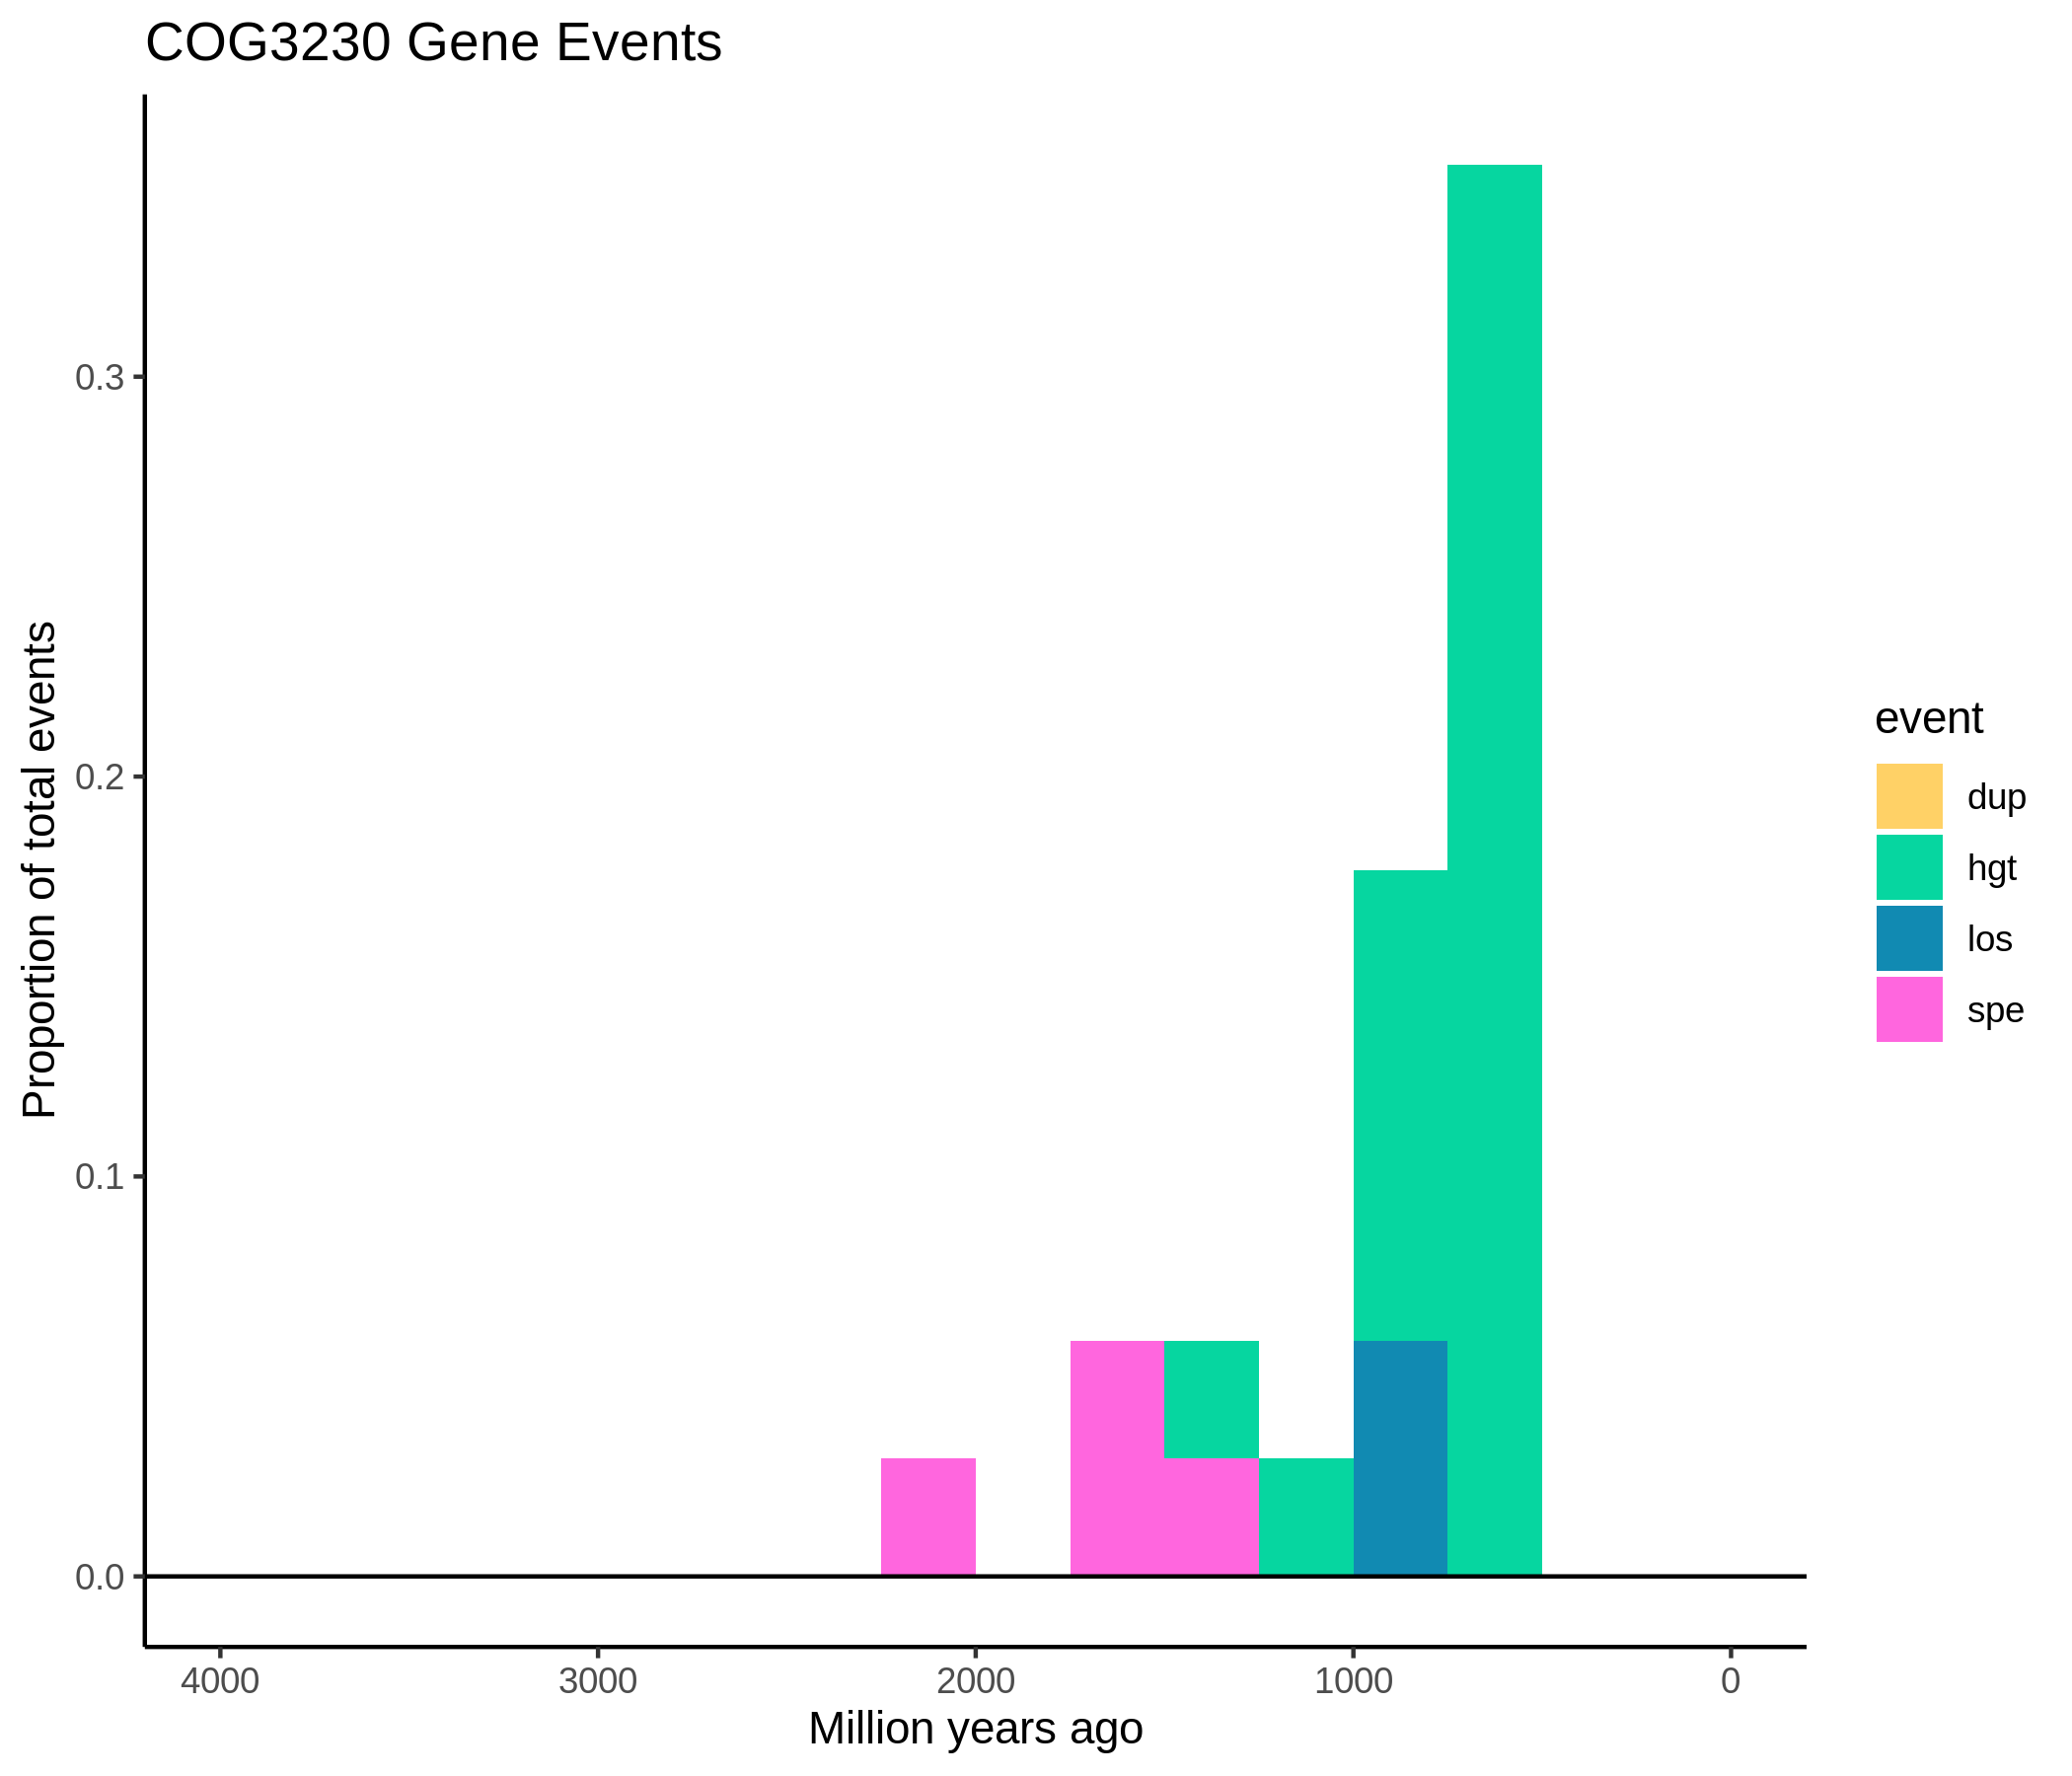 COG3230 Gene Events
Proportion of total events
0.3
0.2
0.1
0.0
4000 3000 2000 1000 0
Million years ago
event
dup
hgt
los
spe